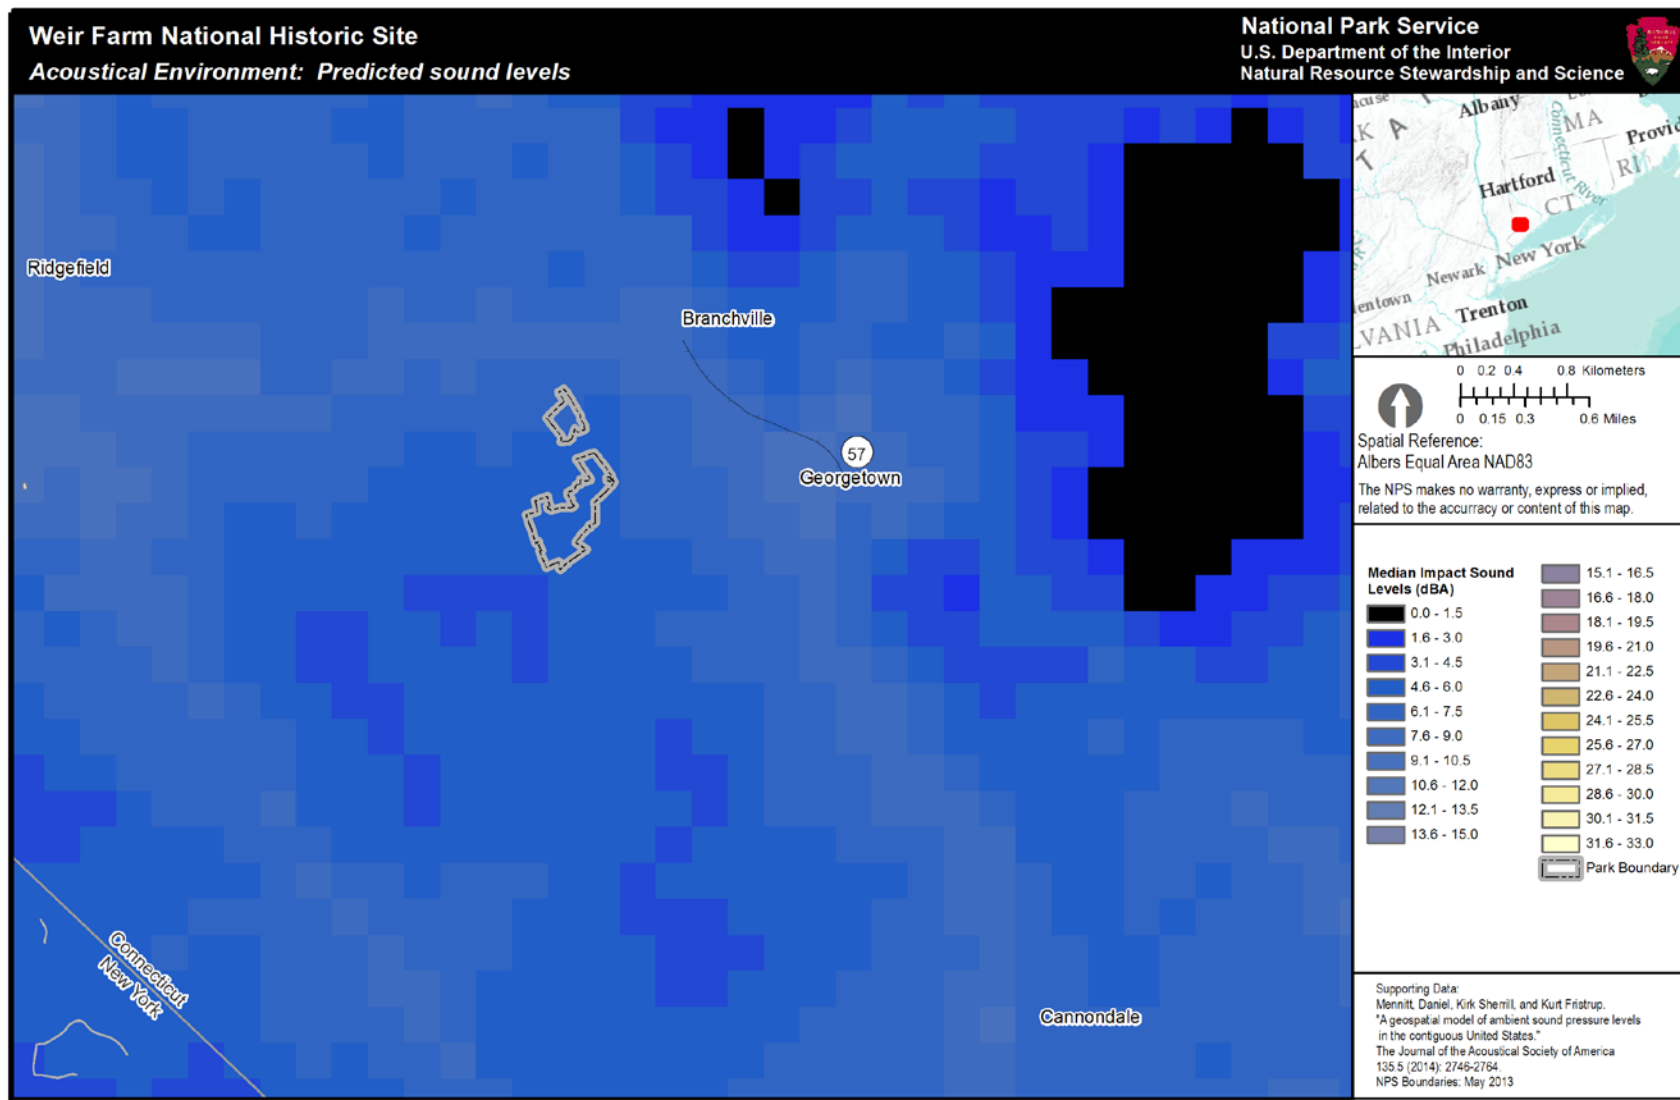 Weir Farm National Historic Site
Acoustical Environment: Predicted sound levels
National Park Service
U.S. Department of the Interior
Natural Resource Stewardship and Science
Ridgefield
Branchville
57
Georgetown
Connecticut
New York
Cannondale
Albany
MA
Connecticut River
Hartford
CT
RI
New York
Newark
Trenton
Philadelphia
0 0.2 0.4 0.8 Kilometers
0 0.15 0.3 0.6 Miles
Spatial Reference:
Albers Equal Area NAD83
The NPS makes no warranty, express or implied,
related to the accurracy or content of this map.
Median Impact Sound
Levels (dBA)
0.0 - 1.5
1.6 - 3.0
3.1 - 4.5
4.6 - 6.0
6.1 - 7.5
7.6 - 9.0
9.1 - 10.5
10.6 - 12.0
12.1 - 13.5
13.6 - 15.0
15.1 - 16.5
16.6 - 18.0
18.1 - 19.5
19.6 - 21.0
21.1 - 22.5
22.6 - 24.0
24.1 - 25.5
25.6 - 27.0
27.1 - 28.5
28.6 - 30.0
30.1 - 31.5
31.6 - 33.0
Park Boundary
Supporting Data:
Mennitt, Daniel, Kirk Sherrill, and Kurt Fristrup.
"A geospatial model of ambient sound pressure levels
in the contiguous United States."
The Journal of the Acoustical Society of America
135.5 (2014): 2746-2764.
NPS Boundaries: May 2013